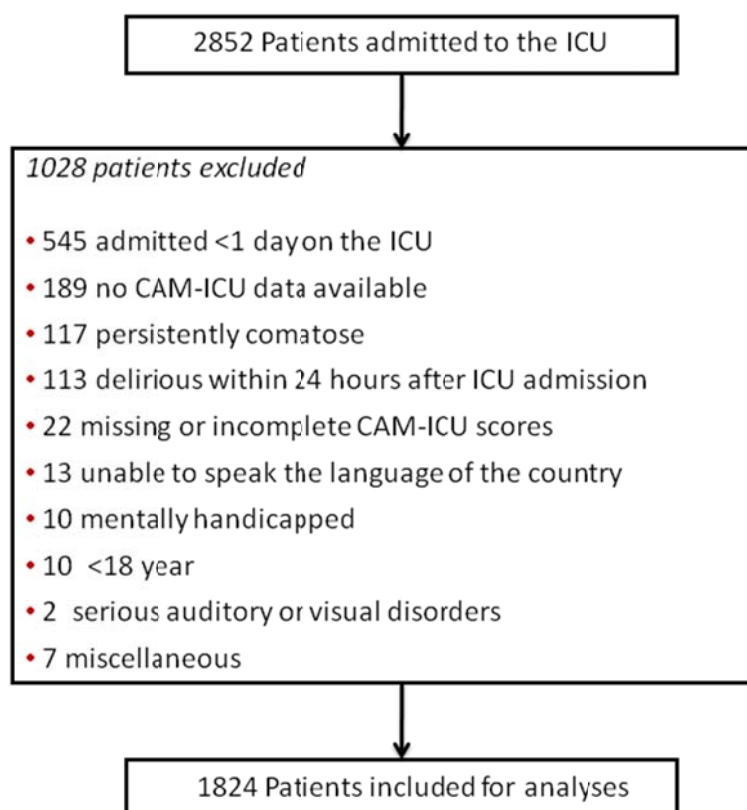 2852 Patients admitted to the ICU
1028 patients excluded
• 545 admitted <1 day on the ICU
• 189 no CAM-ICU data available
• 117 persistently comatose
• 113 delirious within 24 hours after ICU admission
• 22 missing or incomplete CAM-ICU scores
• 13 unable to speak the language of the country
• 10 mentally handicapped
• 10 <18 year
• 2 serious auditory or visual disorders
• 7 miscellaneous
1824 Patients included for analyses